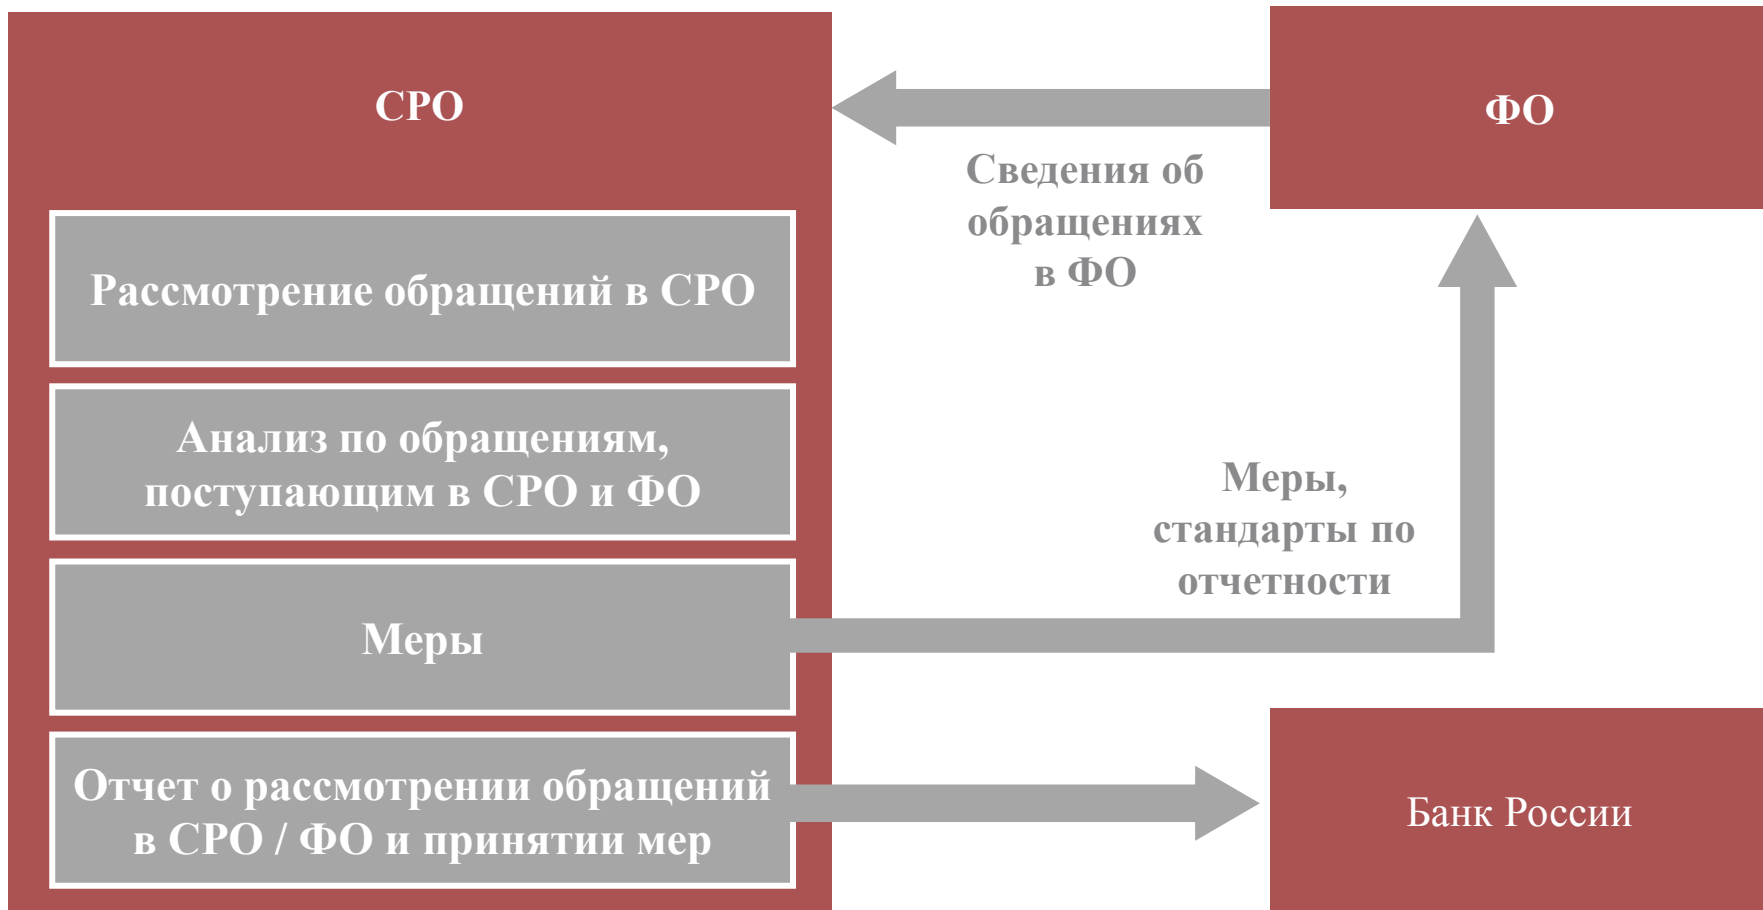 СРО
Рассмотрение обращений в СРО
Анализ по обращениям,
поступающим в СРО и ФО
Меры
Отчет о рассмотрении обращений
в СРО / ФО и принятии мер
Сведения об
обращениях
в ФО
ФО
Меры,
стандарты по
отчетности
Банк России